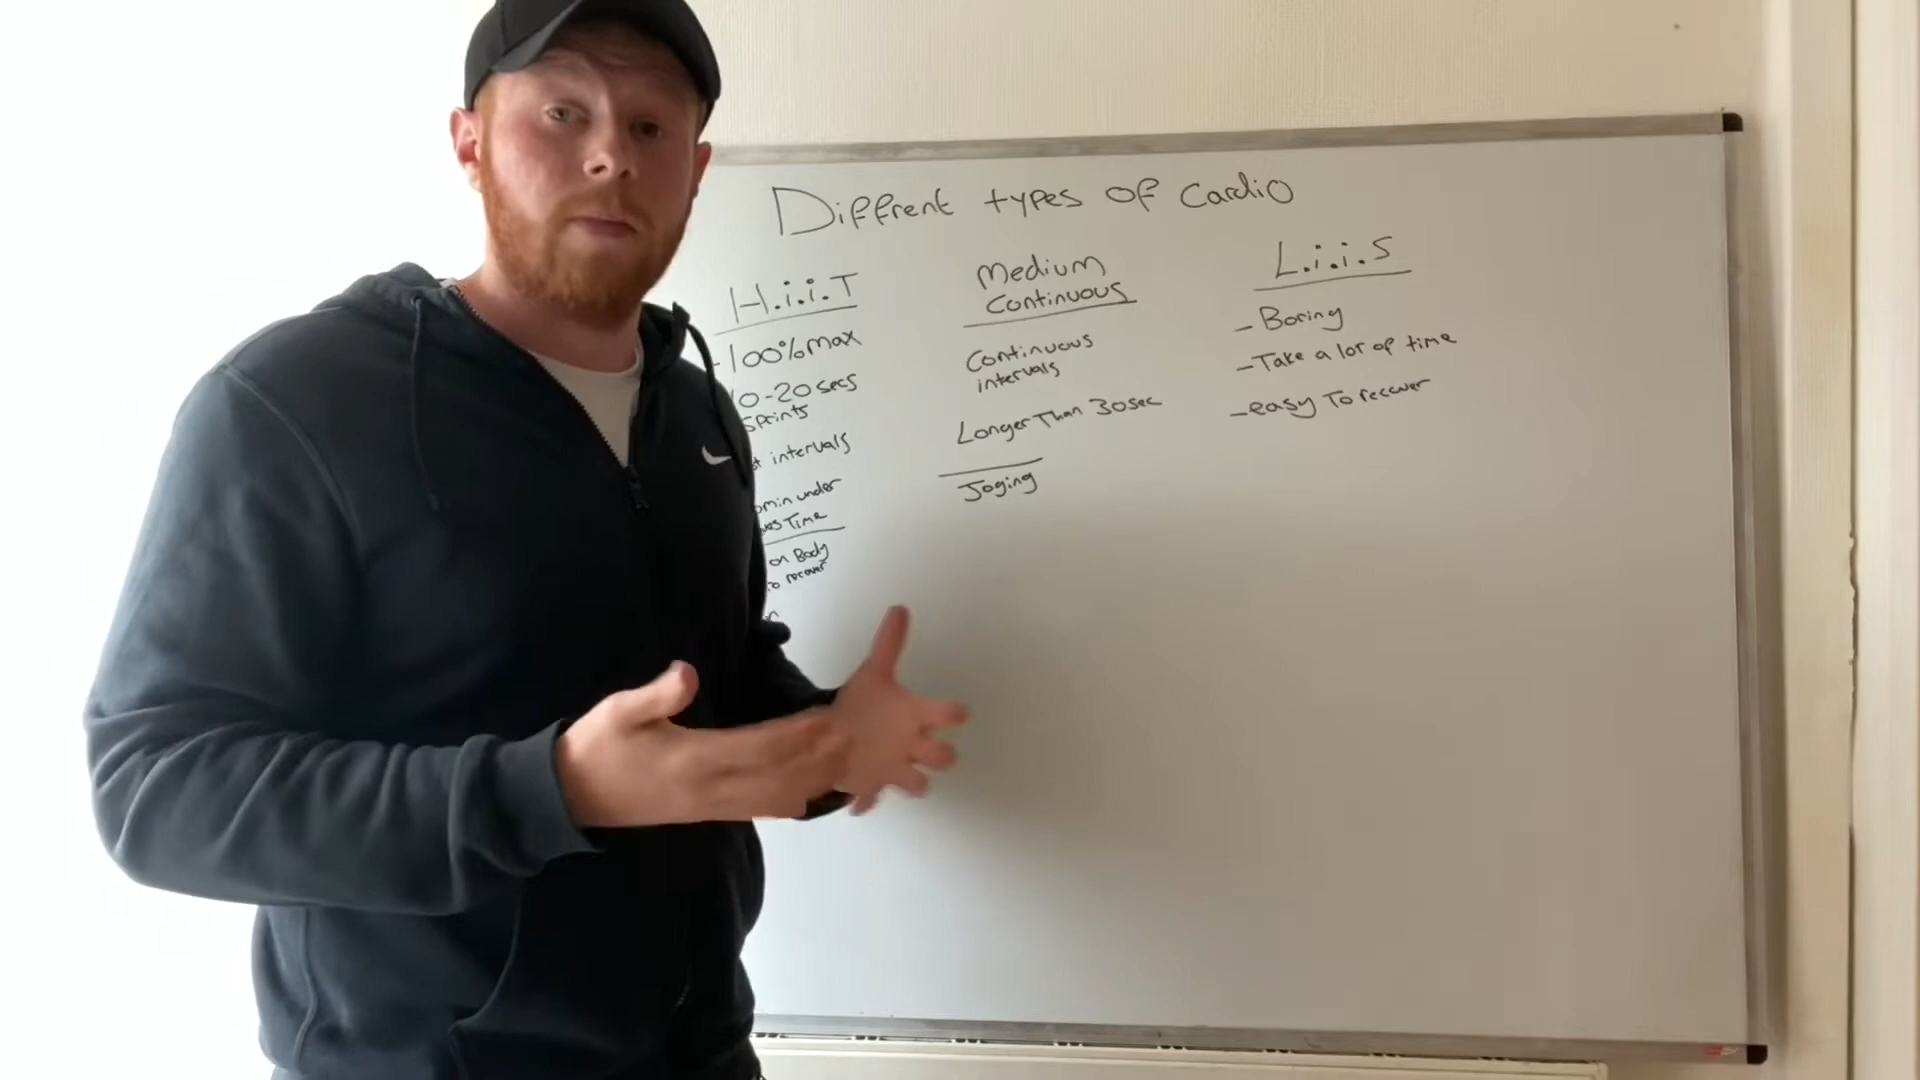 Diffrent types of cardio
H.i.i.T
-100% max
0-20 secs
sprints
intervals
min under
Time
on Body
recover
Medium
Continuous
Continuous
intervals
Longer Than 30sec
Joging
L.i.i.S
- Boring
- Take a lot of time
- easy To recover